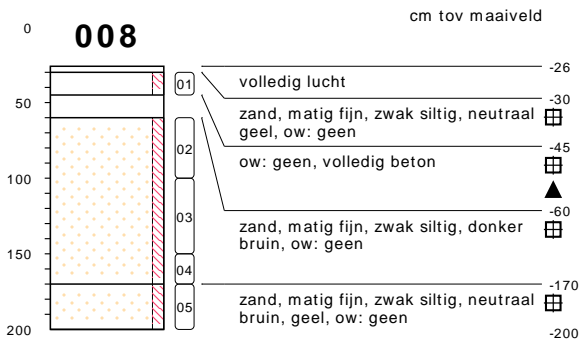 cm tov maaiveld
0
008
-26
01
volledig lucht
-30
50
zand, matig fijn, zwak siltig, neutraal
geel, ow: geen
-45
02
ow: geen, volledig beton
100
-60
03
zand, matig fijn, zwak siltig, donker
bruin, ow: geen
150
04
-170
05
zand, matig fijn, zwak siltig, neutraal
bruin, geel, ow: geen
200
-200